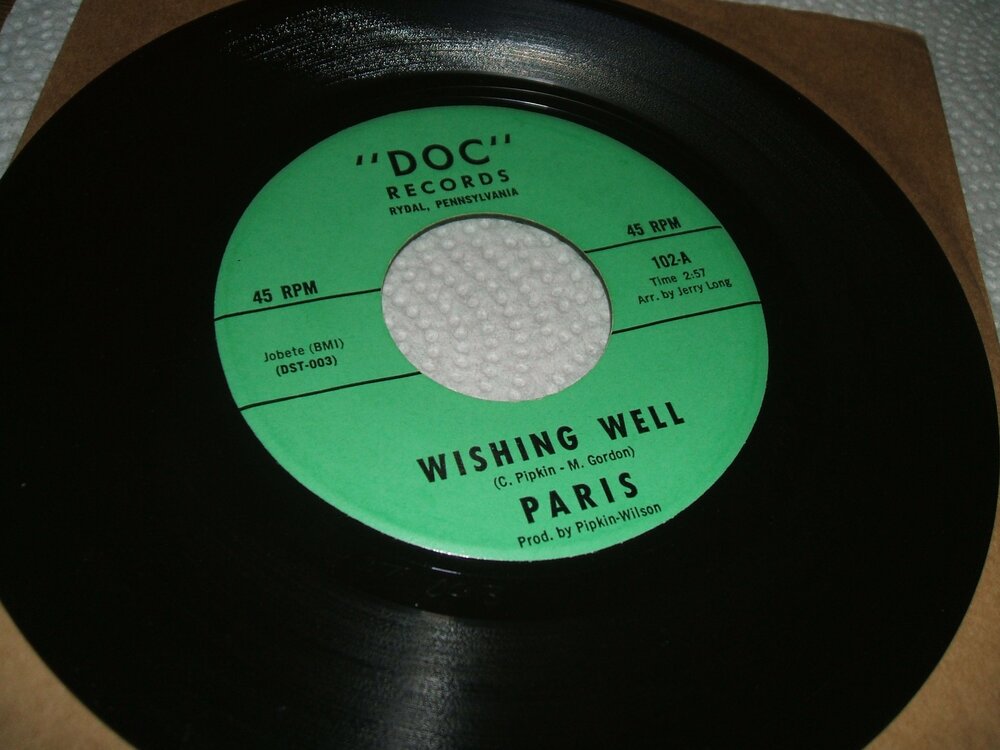 "DOC"
RECORDS
RYDAL, PENNSYLVANIA
45 RPM
45 RPM
Jobete (BMI)
(DST-003)
102-A
Time 2:57
Arr. by Jerry Long
WISHING WELL
(C. Pipkin - M. Gordon)
PARIS
Prod. by Pipkin-Wilson